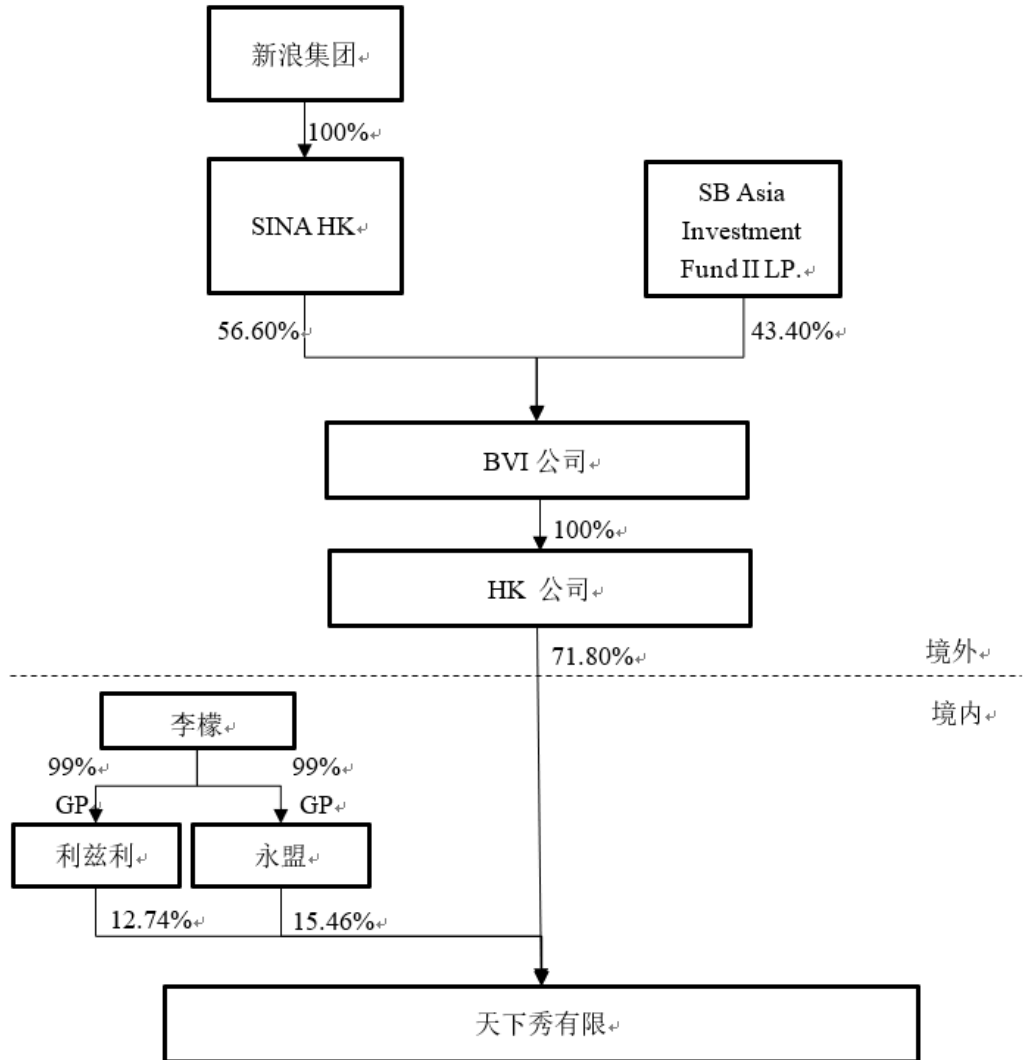 新浪集团
100%
SINA HK
SB Asia
Investment
Fund II LP.
56.60%
43.40%
BVI 公司
100%
HK 公司
71.80%
境外
境内
李檬
99%
99%
GP
GP
利兹利
永盟
12.74%
15.46%
天下秀有限